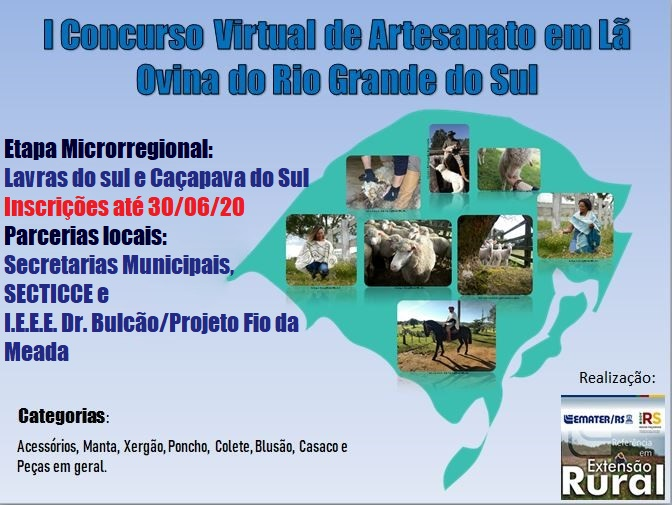 I Concurso Virtual de Artesanato em Lã
Ovina do Rio Grande do Sul
Etapa Microrregional:
Lavras do sul e Caçapava do Sul
Inscrições até 30/06/20
Parcerias locais:
Secretarias Municipais,
SECTICCE e
I.E.E.E. Dr. Bulcão/Projeto Fio da
Meada
Categorias:
Acessórios, Manta, Xergão, Poncho, Colete, Blusão, Casaco e
Peças em geral.
Realização:
EMATER/RS
RS
Referência
em
Extensão
Rural